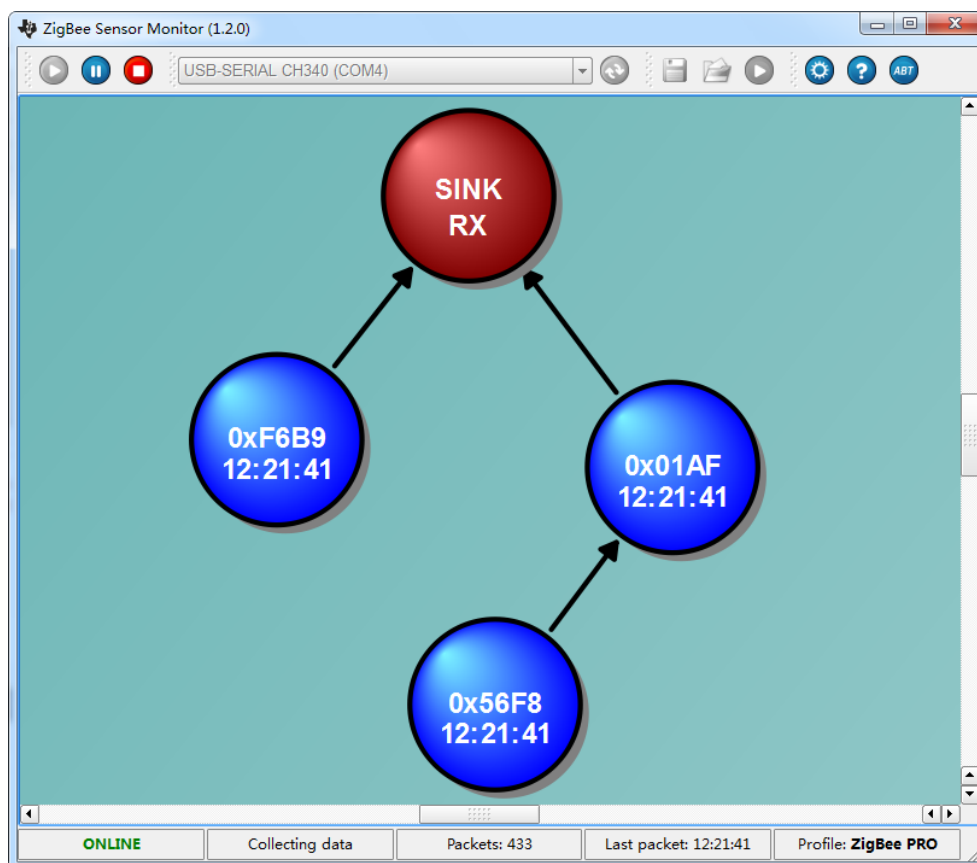 ZigBee Sensor Monitor (1.2.0)
USB-SERIAL CH340 (COM4)
?
ABT
SINK
RX
0xF6B9
12:21:41
0x01AF
12:21:41
0x56F8
12:21:41
ONLINE
Collecting data
Packets: 433
Last packet: 12:21:41
Profile: ZigBee PRO